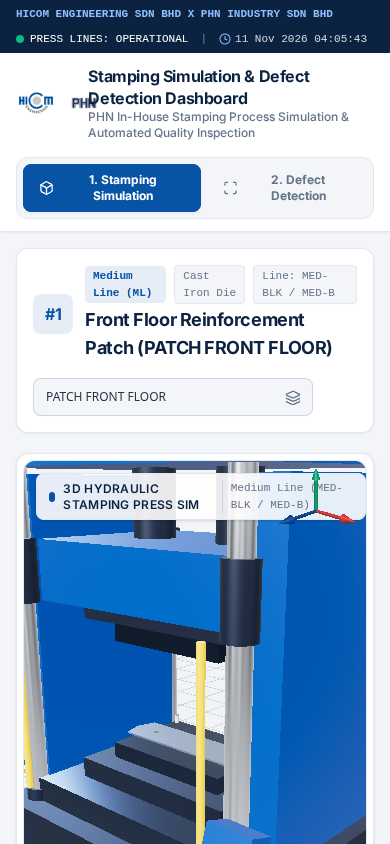 HICOM ENGINEERING SDN BHD X PHN INDUSTRY SDN BHD
PRESS LINES: OPERATIONAL | 11 Nov 2026 04:05:43
HICOM
PHN
Stamping Simulation & Defect
Detection Dashboard
PHN In-House Stamping Process Simulation &
Automated Quality Inspection
1. Stamping
Simulation
2. Defect
Detection
#1
Medium
Line (ML)
Cast
Iron Die
Line: MED-
BLK / MED-B
Front Floor Reinforcement
Patch (PATCH FRONT FLOOR)
PATCH FRONT FLOOR
3D HYDRAULIC
STAMPING PRESS SIM
Medium Line (MED-
BLK / MED-B)